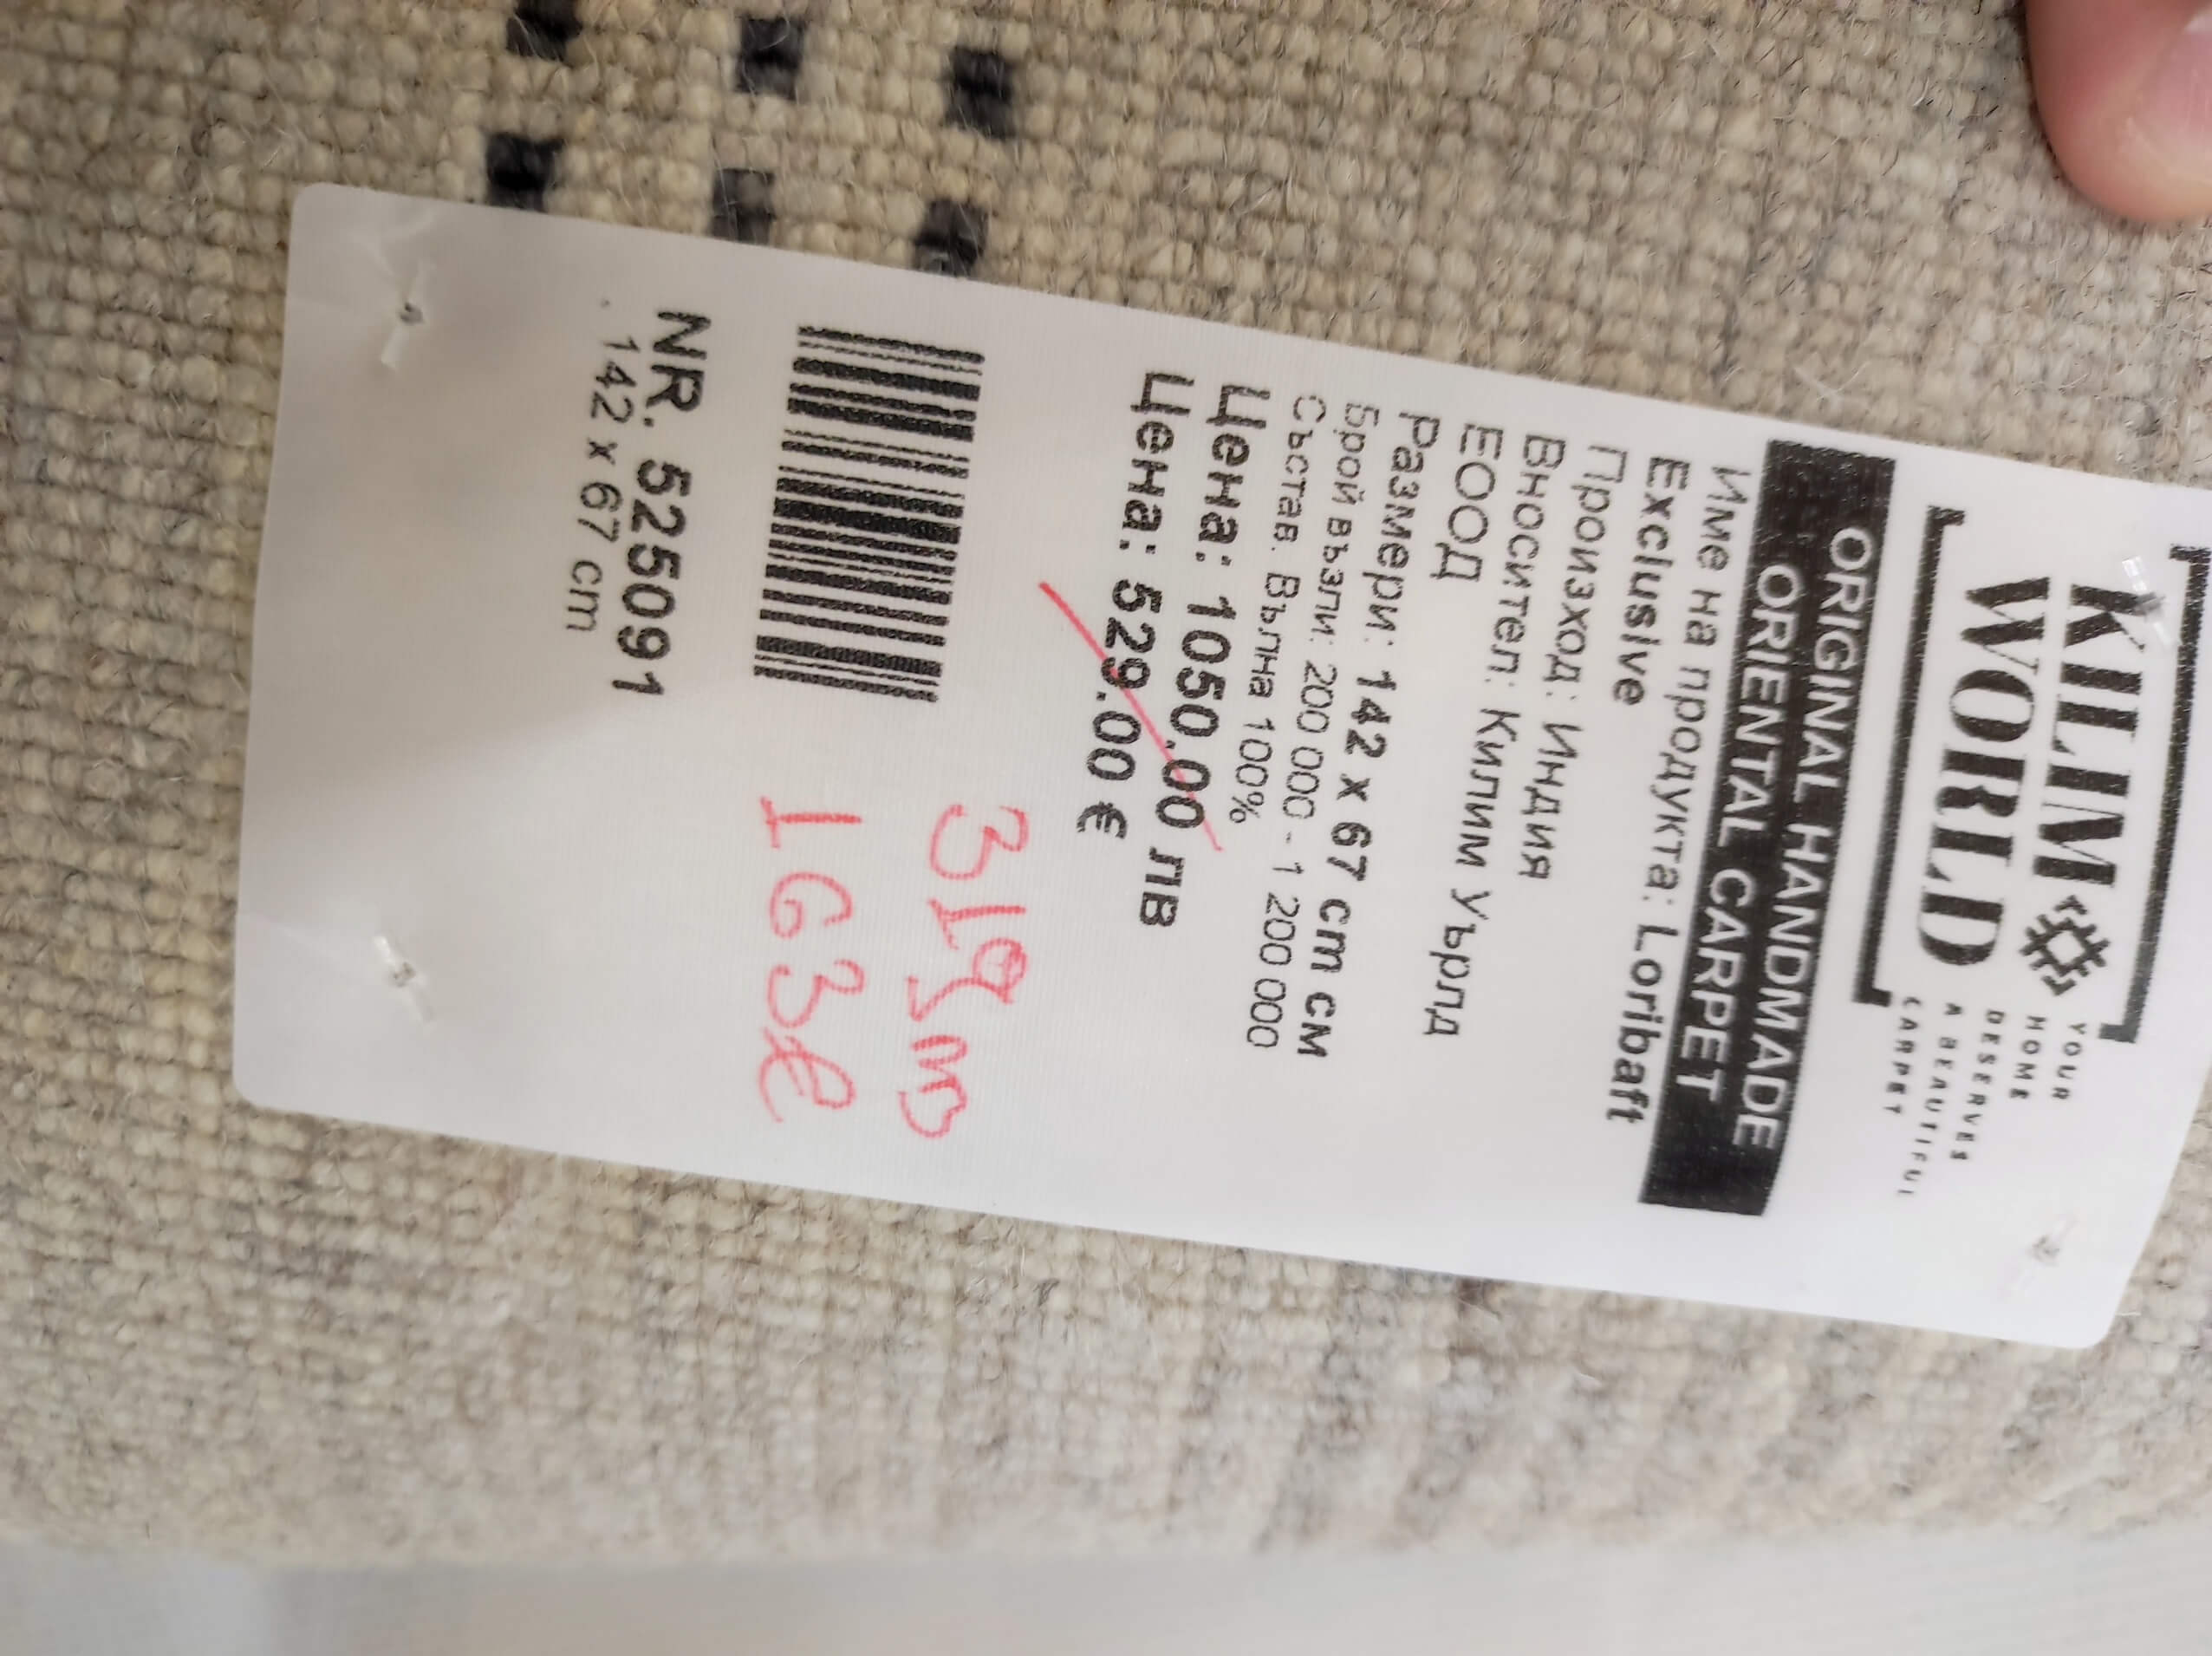 KILIM
WORLD
YOUR
HOME
DESERVES
A BEAUTIFUL
CARPET
ORIGINAL HANDMADE
ORIENTAL CARPET
Име на продукта: Loribaft
Exclusive
Произход: Индия
Вносител: Килим Уърлд
ЕООД
Размери: 142 x 67 cm см
Брой възли: 200 000 - 1 200 000
Състав. Вълна 100%
Цена: 1050.00 лв
Цена: 529.00 €
319лв
163€
NR. 525091
142 x 67 cm